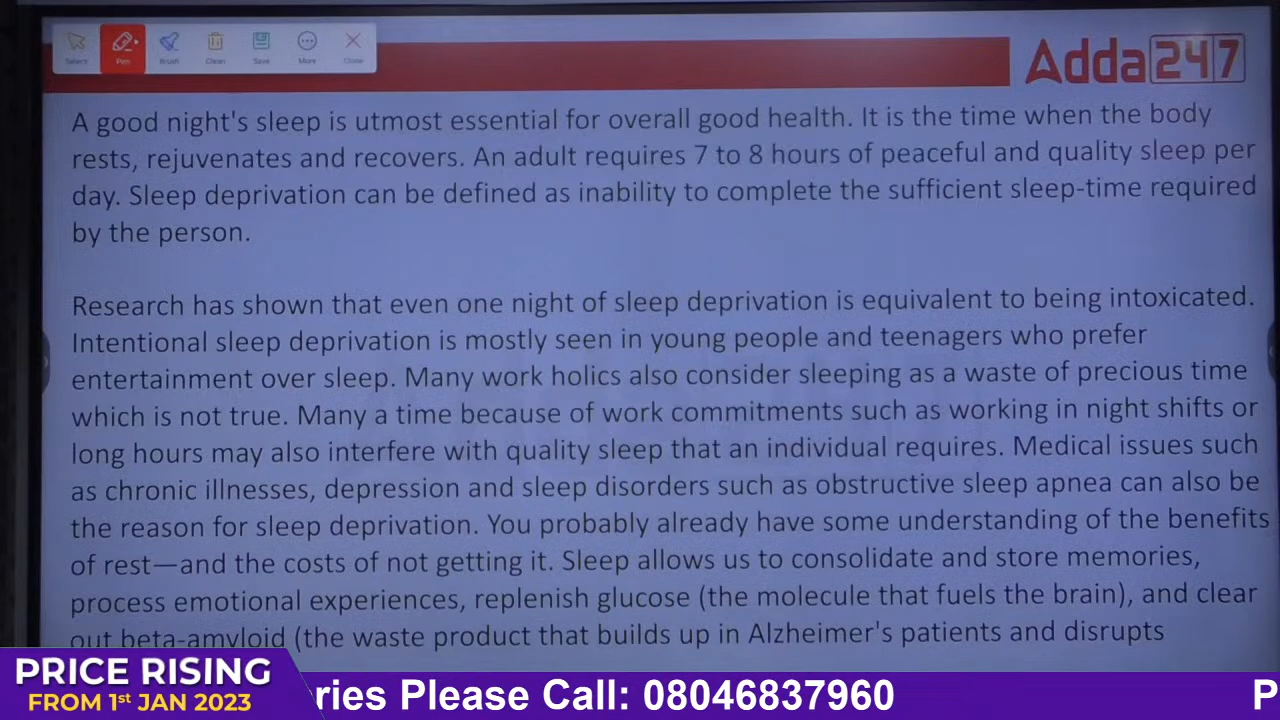 Select
Pen
Brush
Clean
Save
More
Close
Adda247
A good night's sleep is utmost essential for overall good health. It is the time when the body
rests, rejuvenates and recovers. An adult requires 7 to 8 hours of peaceful and quality sleep per
day. Sleep deprivation can be defined as inability to complete the sufficient sleep-time required
by the person.
Research has shown that even one night of sleep deprivation is equivalent to being intoxicated.
Intentional sleep deprivation is mostly seen in young people and teenagers who prefer
entertainment over sleep. Many work holics also consider sleeping as a waste of precious time
which is not true. Many a time because of work commitments such as working in night shifts or
long hours may also interfere with quality sleep that an individual requires. Medical issues such
as chronic illnesses, depression and sleep disorders such as obstructive sleep apnea can also be
the reason for sleep deprivation. You probably already have some understanding of the benefits
of rest—and the costs of not getting it. Sleep allows us to consolidate and store memories,
process emotional experiences, replenish glucose (the molecule that fuels the brain), and clear
out beta-amyloid (the waste product that builds up in Alzheimer's patients and disrupts
PRICE RISING
FROM 1st JAN 2023
ries Please Call: 08046837960
P